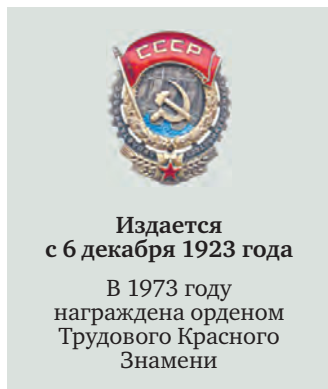 СССР
Издается
с 6 декабря 1923 года
В 1973 году
награждена орденом
Трудового Красного
Знамени